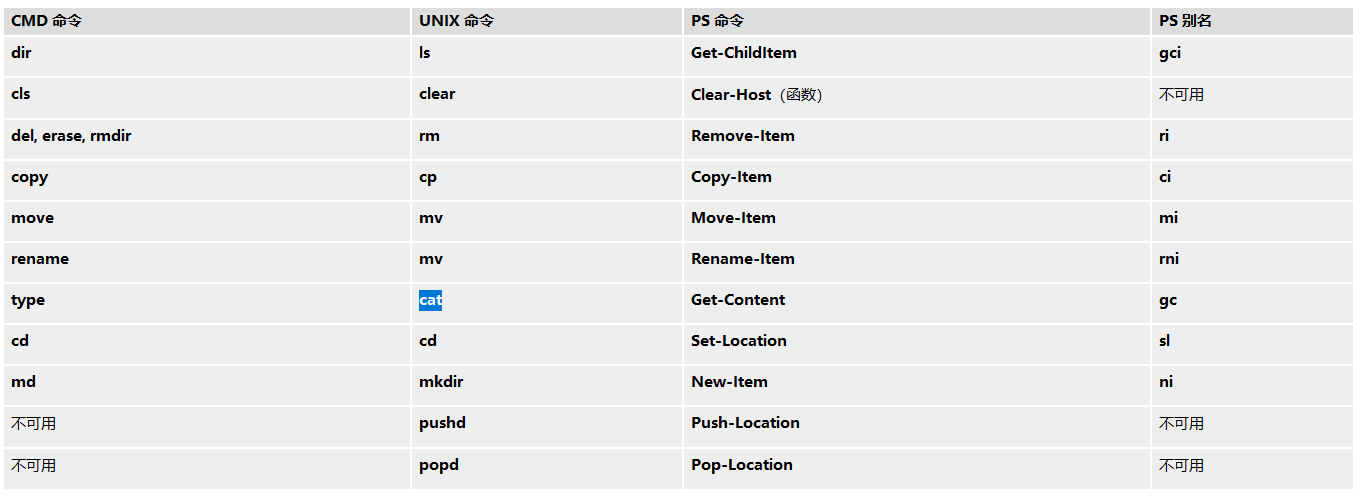 CMD 命令 UNIX 命令 PS 命令 PS 别名
dir ls Get-ChildItem gci
cls clear Clear-Host（函数） 不可用
del, erase, rmdir rm Remove-Item ri
copy cp Copy-Item ci
move mv Move-Item mi
rename mv Rename-Item rni
type cat Get-Content gc
cd cd Set-Location sl
md mkdir New-Item ni
不可用 pushd Push-Location 不可用
不可用 popd Pop-Location 不可用